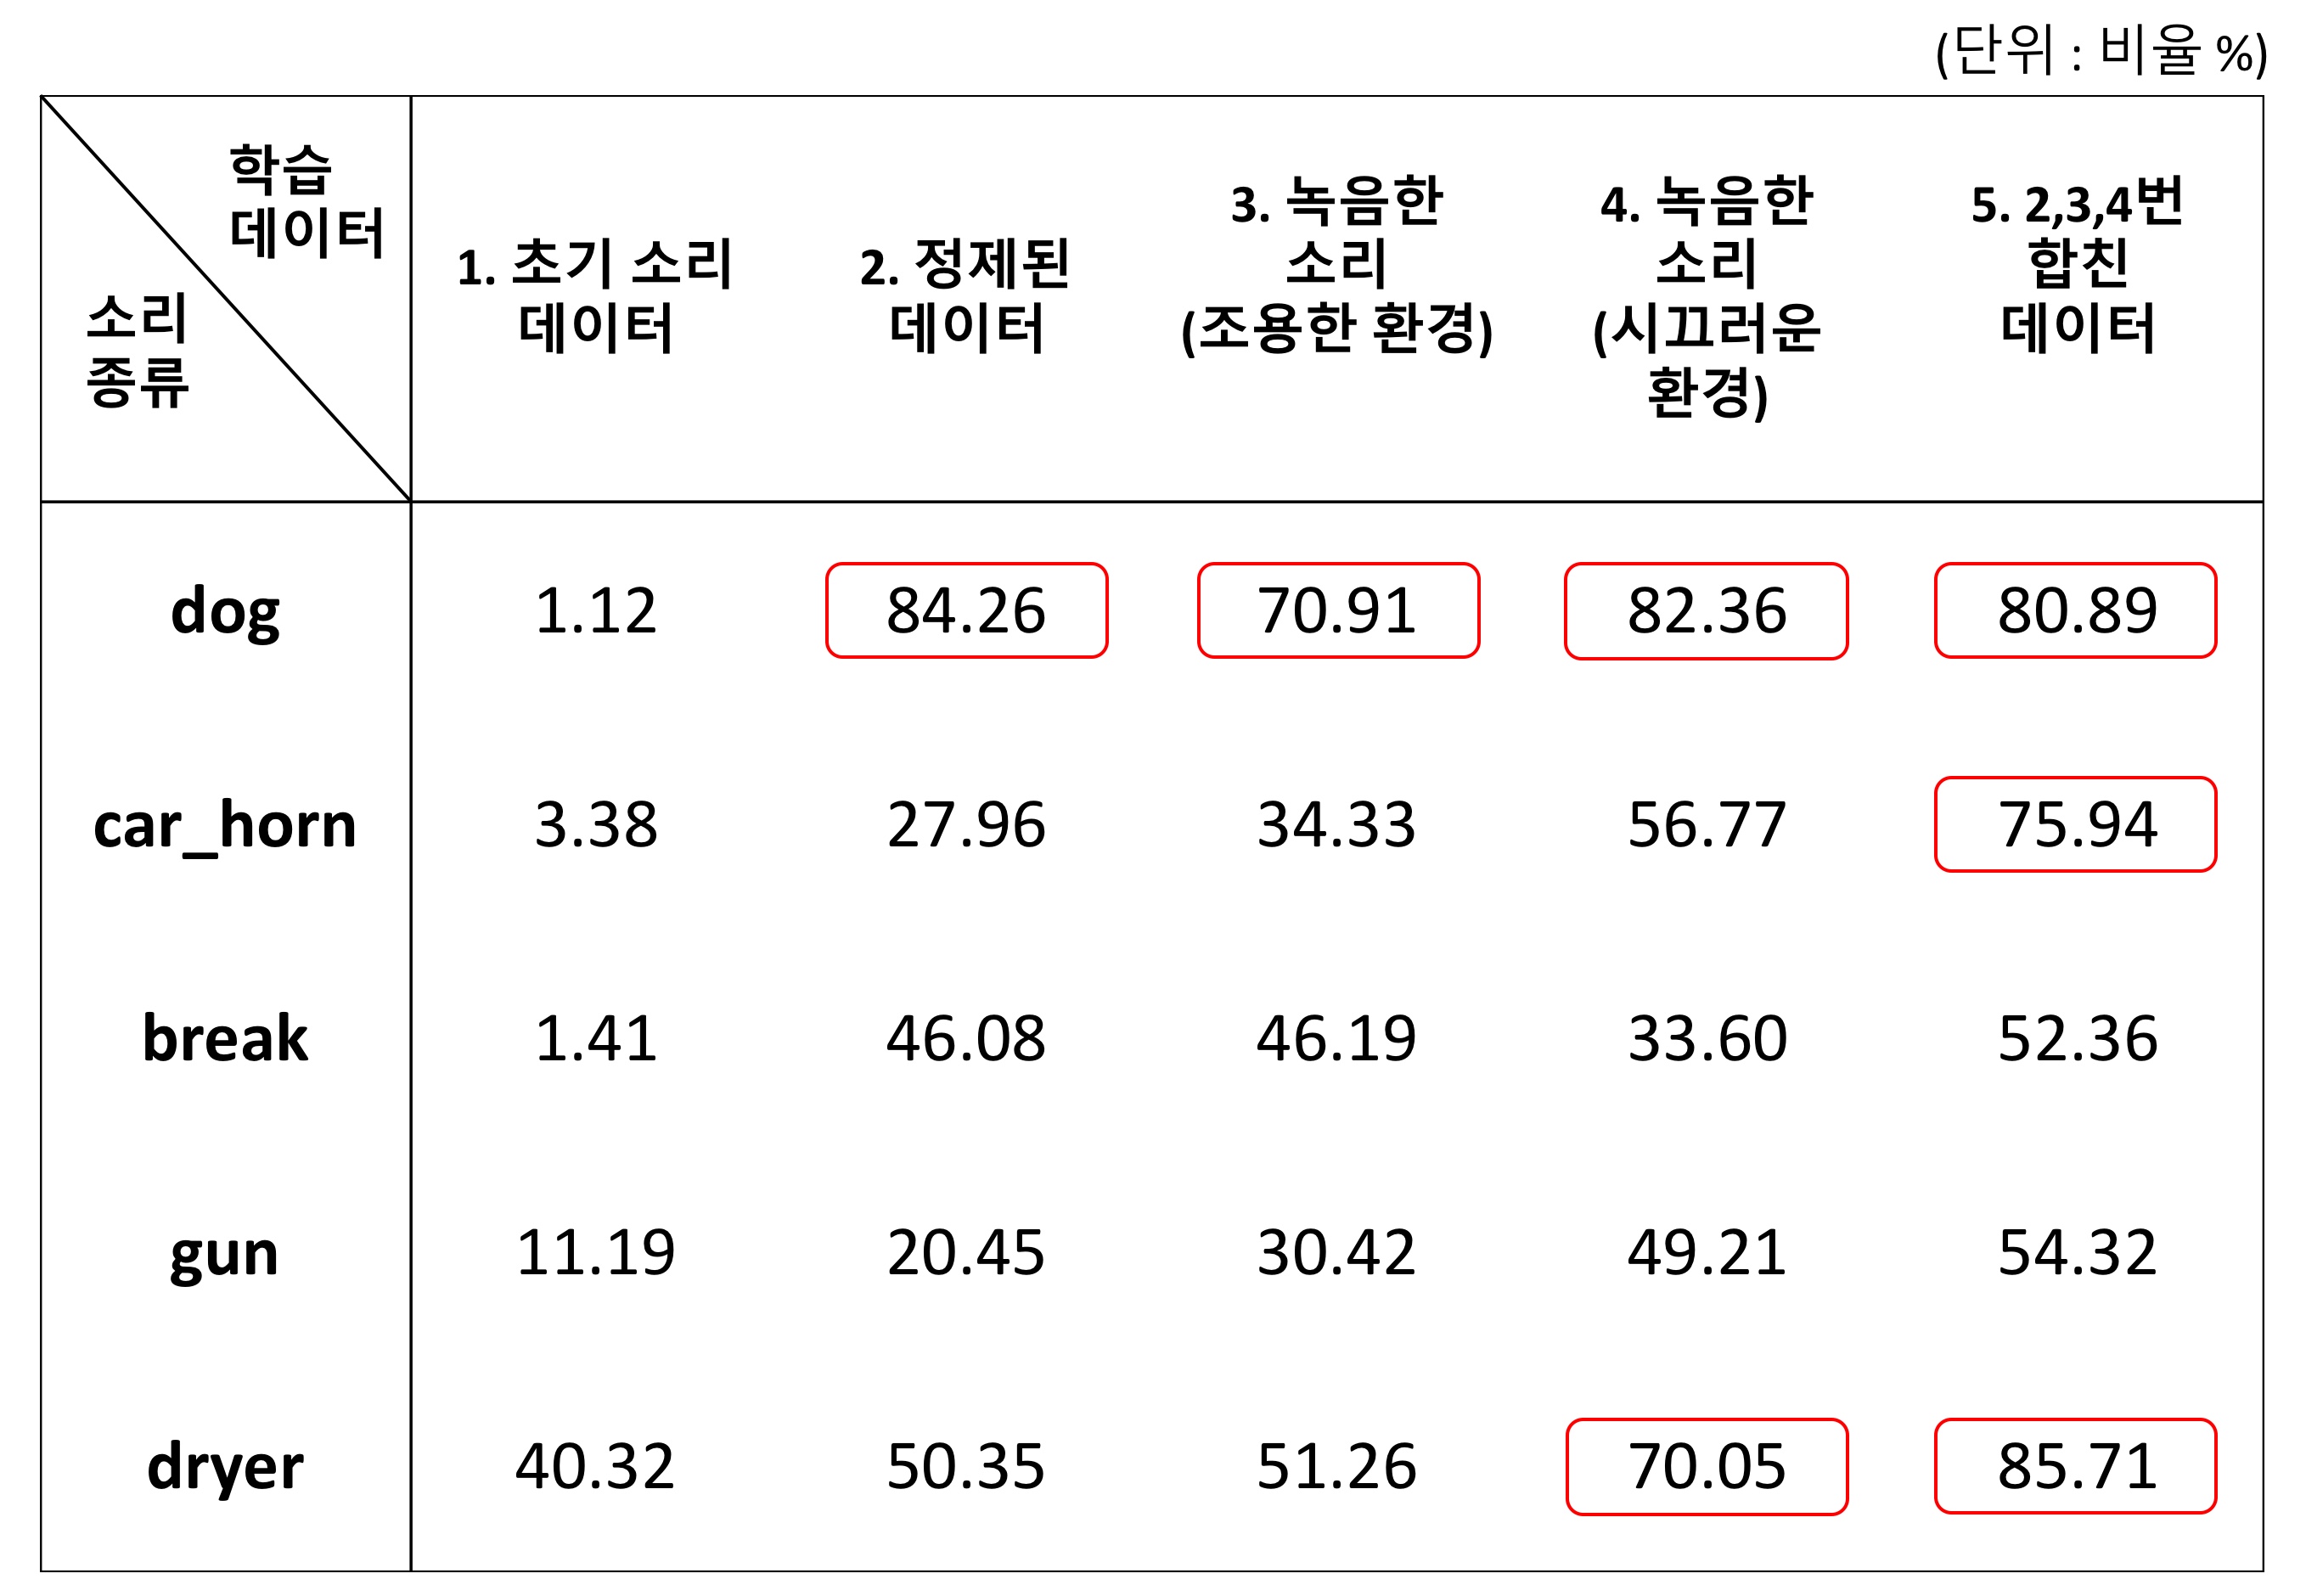 (단위 : 비율 %)
학습
데이터
소리
종류
1. 초기 소리
데이터
2. 정제된
데이터
3. 녹음한
소리
(조용한 환경)
4. 녹음한
소리
(시끄러운
환경)
5. 2,3,4번
합친
데이터
dog 1.12 84.26 70.91 82.36 80.89
car_horn 3.38 27.96 34.33 56.77 75.94
break 1.41 46.08 46.19 33.60 52.36
gun 11.19 20.45 30.42 49.21 54.32
dryer 40.32 50.35 51.26 70.05 85.71